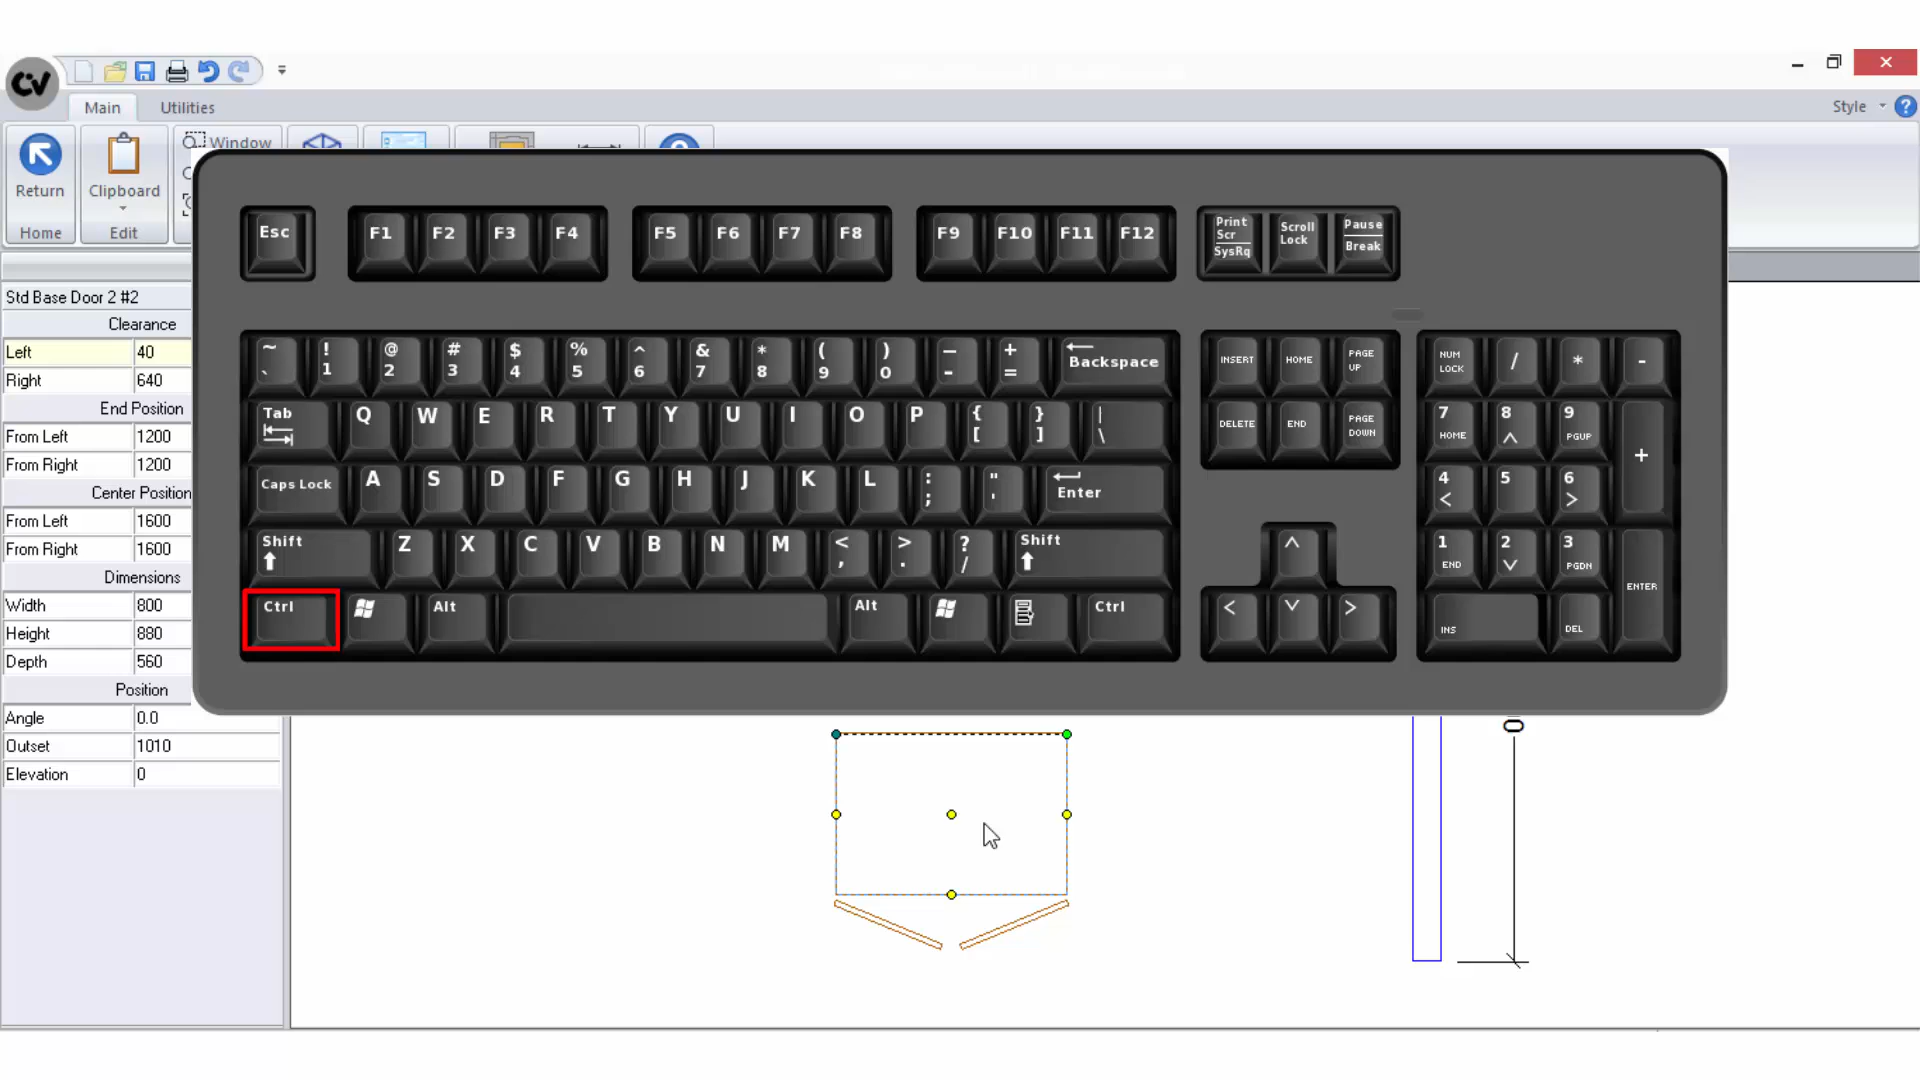 CV
Main Utilities Style ?
Window
Return Clipboard
Home Edit
Std Base Door 2 #2
Clearance
Left 40
Right 640
End Position
From Left 1200
From Right 1200
Center Position
From Left 1600
From Right 1600
Dimensions
Width 800
Height 880
Depth 560
Position
Angle 0.0
Outset 1010
Elevation 0
Esc F1 F2 F3 F4 F5 F6 F7 F8 F9 F10 F11 F12 Print Scr SysRq Scroll Lock Pause Break
~ ` ! 1 @ 2 # 3 $ 4 % 5 ^ 6 & 7 * 8 ( 9 ) 0 – - + = Backspace INSERT HOME PAGE UP NUM LOCK / * -
Tab Q W E R T Y U I O P { [ } ] | \ DELETE END PAGE DOWN 7 HOME 8 9 PGUP +
Caps Lock A S D F G H J K L : ; " ' Enter 4 < 5 6 >
Shift Z X C V B N M < , > . ? / Shift 1 END 2 3 PGDN ENTER
Ctrl Alt Alt Ctrl INS DEL
0